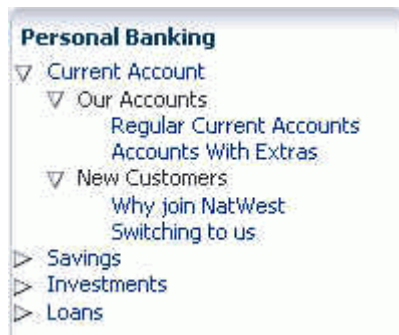 Personal Banking
Current Account
Our Accounts
Regular Current Accounts
Accounts With Extras
New Customers
Why join NatWest
Switching to us
Savings
Investments
Loans